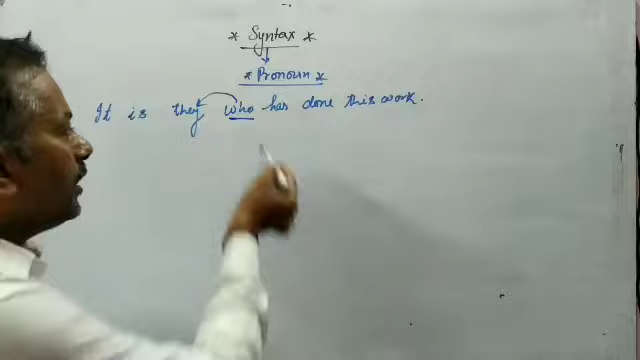 * Syntax *
* Pronoun *
It is they who has done this work.